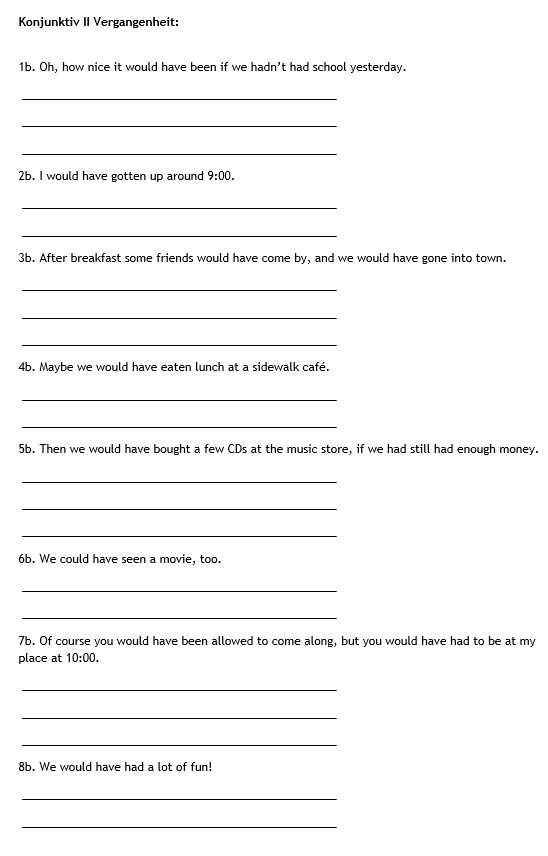 Konjunktiv II Vergangenheit:
1b. Oh, how nice it would have been if we hadn't had school yesterday.
2b. I would have gotten up around 9:00.
3b. After breakfast some friends would have come by, and we would have gone into town.
4b. Maybe we would have eaten lunch at a sidewalk café.
5b. Then we would have bought a few CDs at the music store, if we had still had enough money.
6b. We could have seen a movie, too.
7b. Of course you would have been allowed to come along, but you would have had to be at my
place at 10:00.
8b. We would have had a lot of fun!